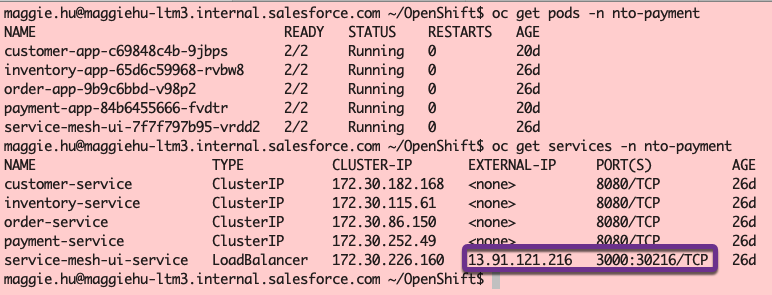 maggie.hu@maggiehu-ltm3.internal.salesforce.com ~/OpenShift$ oc get pods -n nto-payment
NAME READY STATUS RESTARTS AGE
customer-app-c69848c4b-9jbps 2/2 Running 0 20d
inventory-app-65d6c59968-rvbw8 2/2 Running 0 26d
order-app-9b9c6bbd-v98p2 2/2 Running 0 26d
payment-app-84b6455666-fvdtr 2/2 Running 0 20d
service-mesh-ui-7f7f797b95-vrdd2 2/2 Running 0 26d
maggie.hu@maggiehu-ltm3.internal.salesforce.com ~/OpenShift$ oc get services -n nto-payment
NAME TYPE CLUSTER-IP EXTERNAL-IP PORT(S) AGE
customer-service ClusterIP 172.30.182.168 <none> 8080/TCP 26d
inventory-service ClusterIP 172.30.115.61 <none> 8080/TCP 26d
order-service ClusterIP 172.30.86.150 <none> 8080/TCP 26d
payment-service ClusterIP 172.30.252.49 <none> 8080/TCP 26d
service-mesh-ui-service LoadBalancer 172.30.226.160 13.91.121.216 3000:30216/TCP 26d
maggie.hu@maggiehu-ltm3.internal.salesforce.com ~/OpenShift$